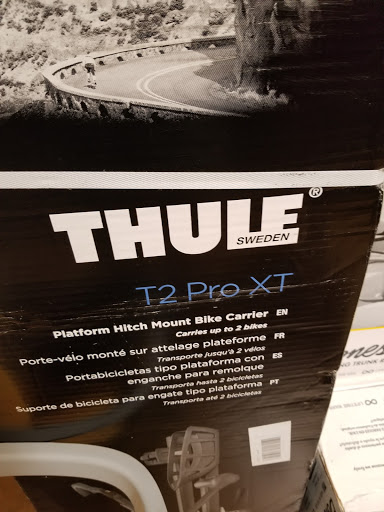 THULE®
SWEDEN
T2 Pro XT
Platform Hitch Mount Bike Carrier EN
Carries up to 2 bikes
Porte-vélo monté sur attelage plateforme FR
Transporte jusqu'à 2 vélos
Portabicicletas tipo plataforma con ES
enganche para remolque
Transporta hasta 2 bicicletas
Suporte de bicicleta para engate tipo plataforma PT
Transporta até 2 bicicletas